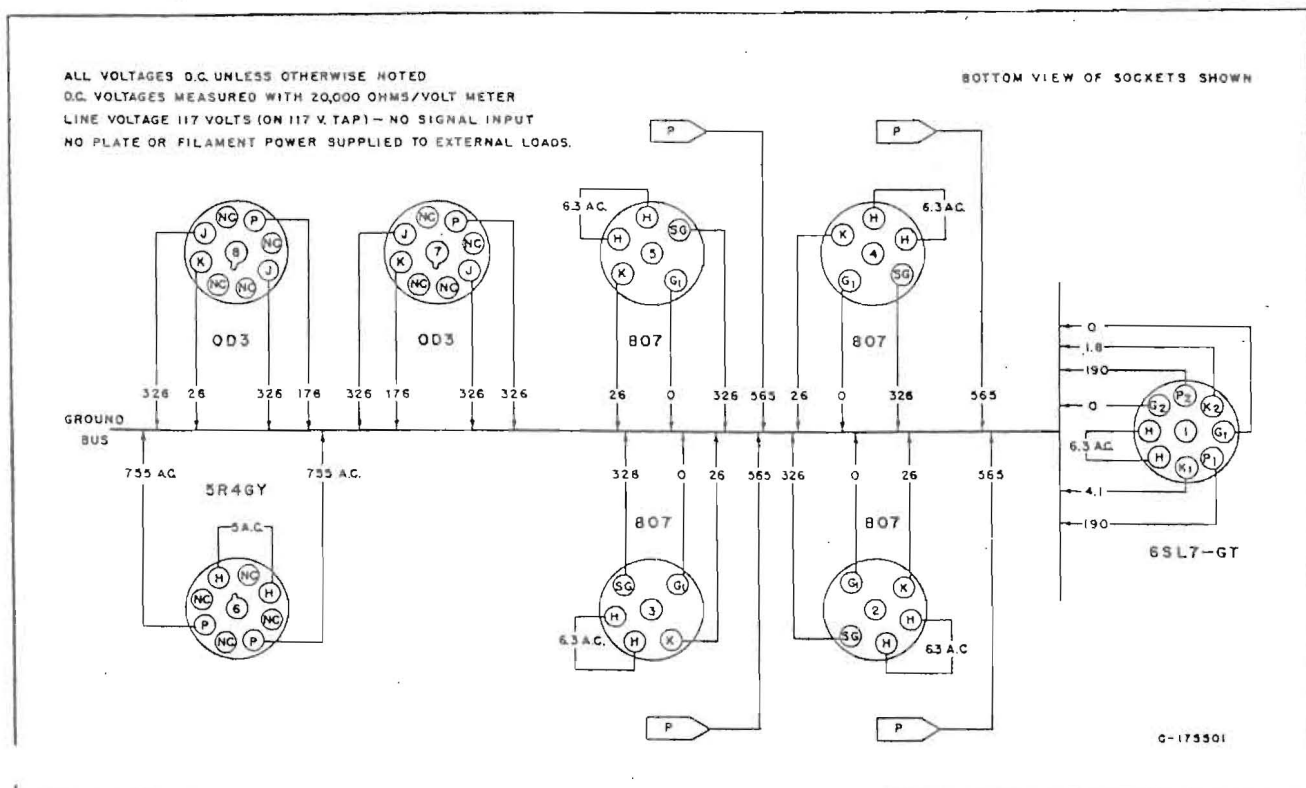 ALL VOLTAGES D.C. UNLESS OTHERWISE NOTED
D.C. VOLTAGES MEASURED WITH 20,000 OHMS/VOLT METER
LINE VOLTAGE 117 VOLTS (ON 117 V. TAP) – NO SIGNAL INPUT
NO PLATE OR FILAMENT POWER SUPPLIED TO EXTERNAL LOADS.
BOTTOM VIEW OF SOCKETS SHOWN
P
P
NC P J NC 8 K J NC NC
NC P J NC 7 K J NC NC
6.3 A.C. H SG H 5 K G1
H K H 4 G1 SG 6.3 A.C.
OD3
OD3
807
807
326 26 326 176
326 176 326 326
26 0 326 565
26 0 326 565
GROUND
BUS
755 A.C. 755 A.C.
326 0 26 565
326 0 26 565
0
1.8
190
0
6.3 A.C.
4.1
190
P2 G2 K2 H 1 G1 H P1 K1
6SL7-GT
5R4GY
5 A.C.
807
807
H NC NC H 6 P NC NC P
SG G1 3 H H K
6.3 A.C.
G1 K 2 H SG H
6.3 A.C
P
P
G-175501